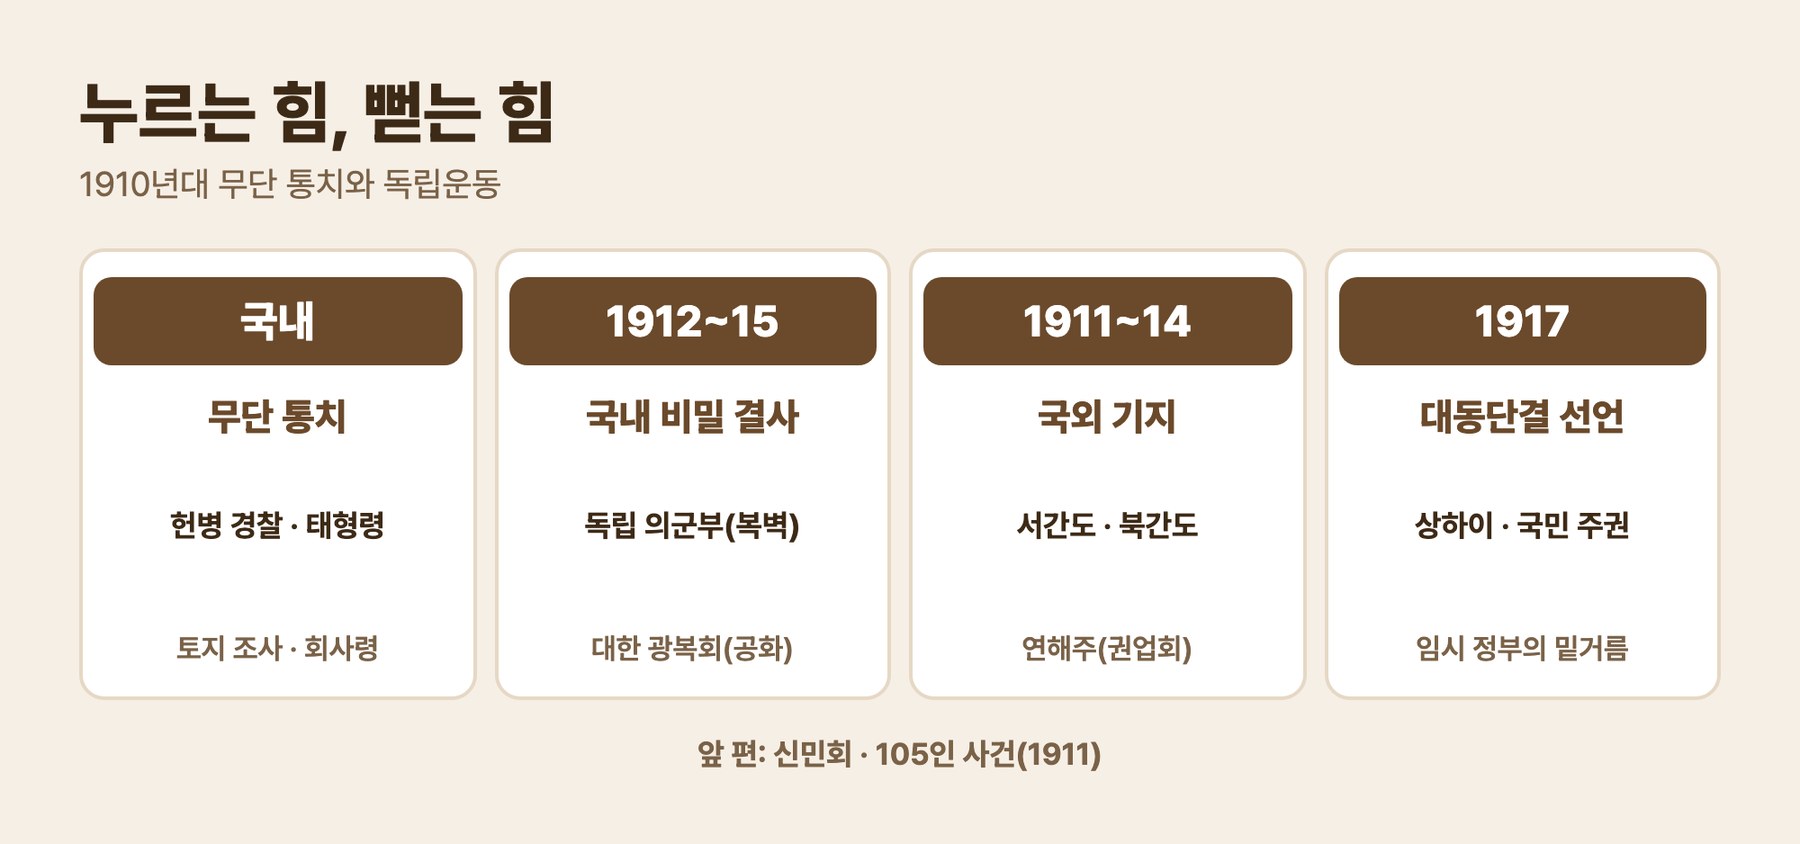 누르는 힘, 뻗는 힘
1910년대 무단 통치와 독립운동
국내
무단 통치
헌병 경찰 · 태형령
토지 조사 · 회사령
1912~15
국내 비밀 결사
독립 의군부(복벽)
대한 광복회(공화)
1911~14
국외 기지
서간도 · 북간도
연해주(권업회)
1917
대동단결 선언
상하이 · 국민 주권
임시 정부의 밑거름
앞 편: 신민회 · 105인 사건(1911)